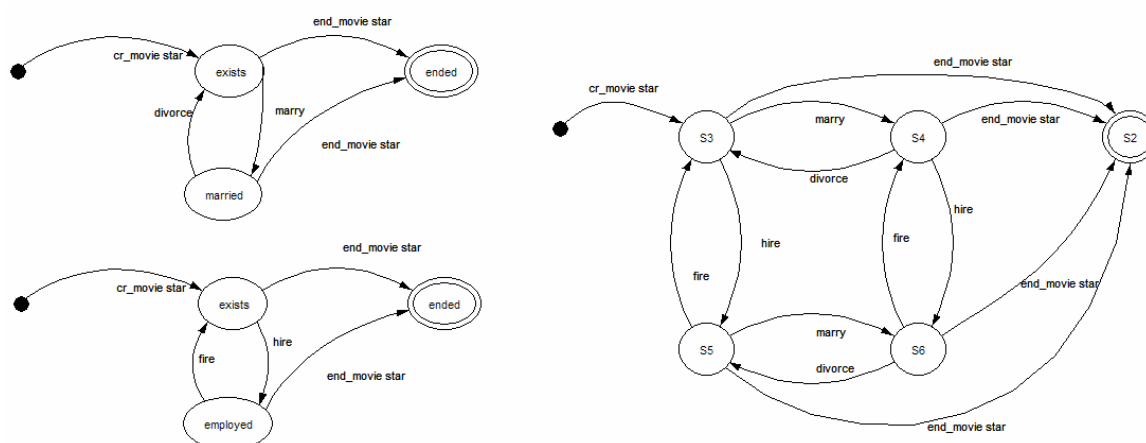 end_movie star
cr_movie star
exists
ended
divorce
marry
end_movie star
married
end_movie star
cr_movie star
exists
ended
fire
hire
end_movie star
employed
end_movie star
cr_movie star
S3
marry
S4
end_movie star
S2
divorce
hire
fire
hire
fire
end_movie star
S5
marry
S6
divorce
end_movie star